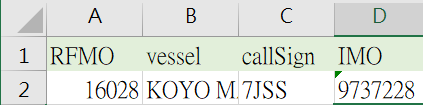 A B C D
1 RFMO vessel callSign IMO
2 16028 KOYO M 7JSS 9737228